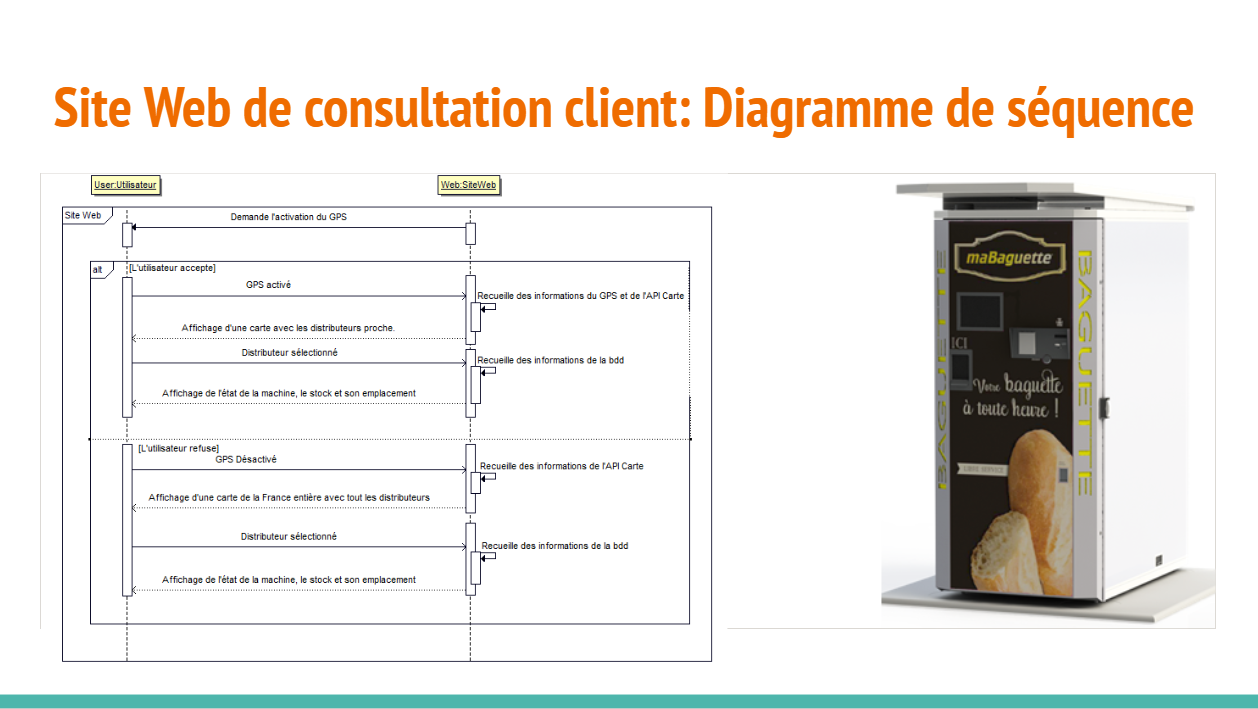 Site Web de consultation client: Diagramme de séquence
User:Utilisateur
Web:SiteWeb
Site Web
Demande l'activation du GPS
alt
[L'utilisateur accepte]
GPS activé
Recueille des informations du GPS et de l'API Carte
Affichage d'une carte avec les distributeurs proche.
Distributeur sélectionné
Recueille des informations de la bdd
Affichage de l'état de la machine, le stock et son emplacement
[L'utilisateur refuse]
GPS Désactivé
Recueille des informations de l'API Carte
Affichage d'une carte de la France entière avec tout les distributeurs
Distributeur sélectionné
Recueille des informations de la bdd
Affichage de l'état de la machine, le stock et son emplacement
maBaguette
BAGUETTE
BAGUETTE
ICI
Votre baguette
à toute heure !
LIBRE SERVICE